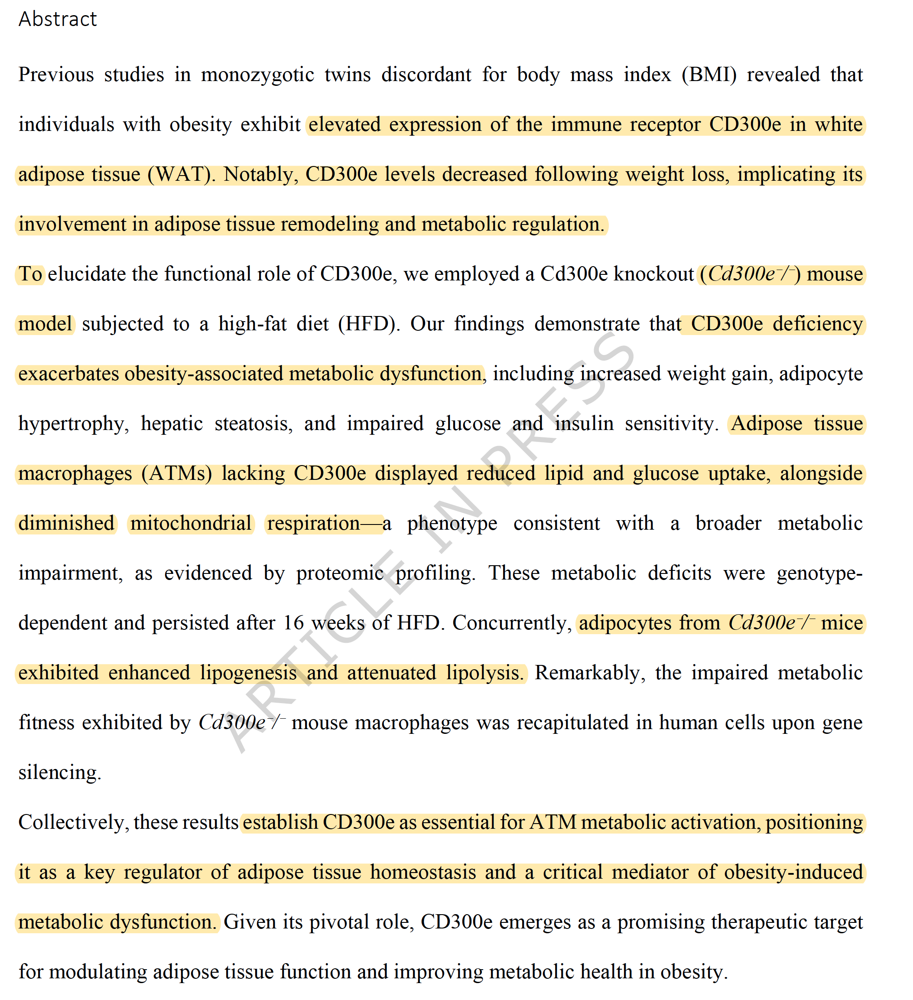 Abstract
Previous studies in monozygotic twins discordant for body mass index (BMI) revealed that
individuals with obesity exhibit elevated expression of the immune receptor CD300e in white
adipose tissue (WAT). Notably, CD300e levels decreased following weight loss, implicating its
involvement in adipose tissue remodeling and metabolic regulation.
To elucidate the functional role of CD300e, we employed a Cd300e knockout (Cd300e⁻/⁻) mouse
model subjected to a high-fat diet (HFD). Our findings demonstrate that CD300e deficiency
exacerbates obesity-associated metabolic dysfunction, including increased weight gain, adipocyte
hypertrophy, hepatic steatosis, and impaired glucose and insulin sensitivity. Adipose tissue
macrophages (ATMs) lacking CD300e displayed reduced lipid and glucose uptake, alongside
diminished mitochondrial respiration—a phenotype consistent with a broader metabolic
impairment, as evidenced by proteomic profiling. These metabolic deficits were genotype-
dependent and persisted after 16 weeks of HFD. Concurrently, adipocytes from Cd300e⁻/⁻ mice
exhibited enhanced lipogenesis and attenuated lipolysis. Remarkably, the impaired metabolic
fitness exhibited by Cd300e⁻/⁻ mouse macrophages was recapitulated in human cells upon gene
silencing.
Collectively, these results establish CD300e as essential for ATM metabolic activation, positioning
it as a key regulator of adipose tissue homeostasis and a critical mediator of obesity-induced
metabolic dysfunction. Given its pivotal role, CD300e emerges as a promising therapeutic target
for modulating adipose tissue function and improving metabolic health in obesity.
ARTICLE IN PRESS